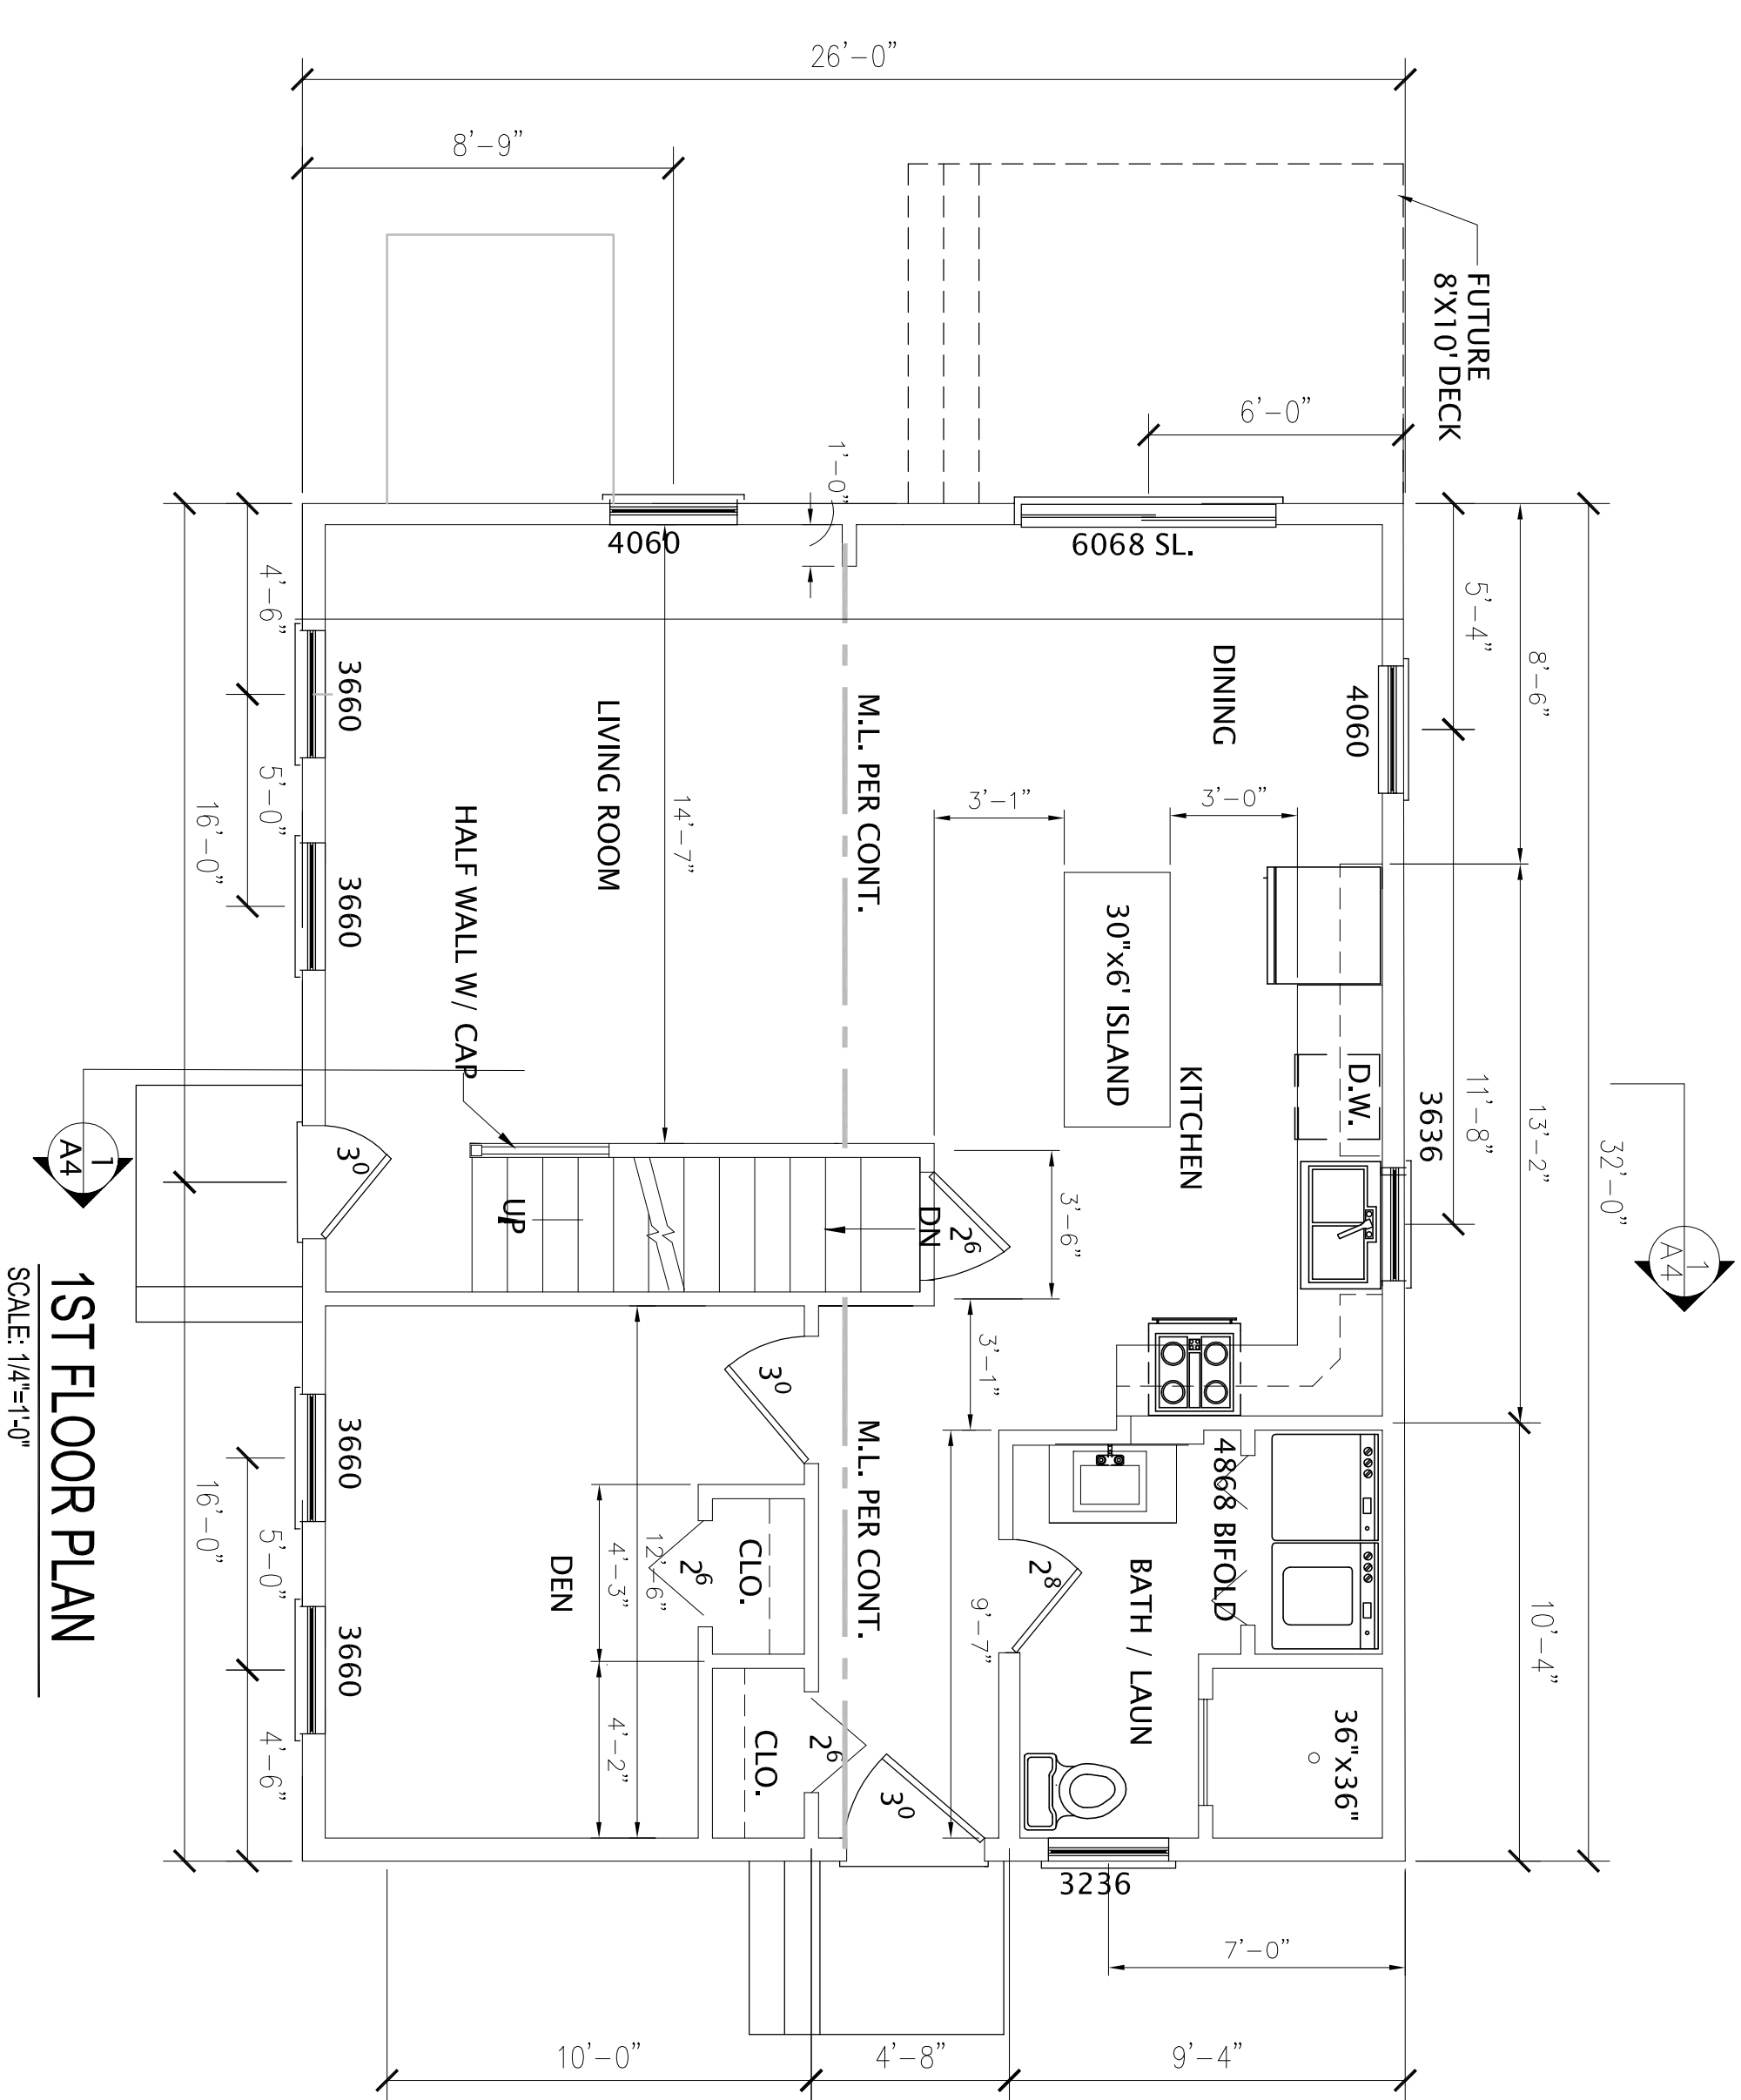 26'-0"
8'-9"
FUTURE
8'X10' DECK
6'-0"
1'-0"
4060
6068 SL.
4'-6"
5'-4"
8'-6"
3660
LIVING ROOM
M.L. PER CONT.
DINING
4060
5'-0"
16'-0"
14'-7"
3'-1"
3'-0"
HALF WALL W/ CAP
3660
30"x6' ISLAND
KITCHEN
D.W.
3636
11'-8"
13'-2"
32'-0"
1
A4
3⁰
UP
DN
2⁶
3'-6"
1
A4
3'-1"
3⁰
1ST FLOOR PLAN
SCALE: 1/4"=1'-0"
3660
M.L. PER CONT.
4868 BIFOLD
16'-0"
5'-0"
DEN
4'-3"
12'-6"
2⁶
CLO.
9'-7"
2⁸
BATH / LAUN
10'-4"
3660
4'-6"
4'-2"
CLO.
2⁶
3⁰
36"x36"
3236
7'-0"
10'-0"
4'-8"
9'-4"